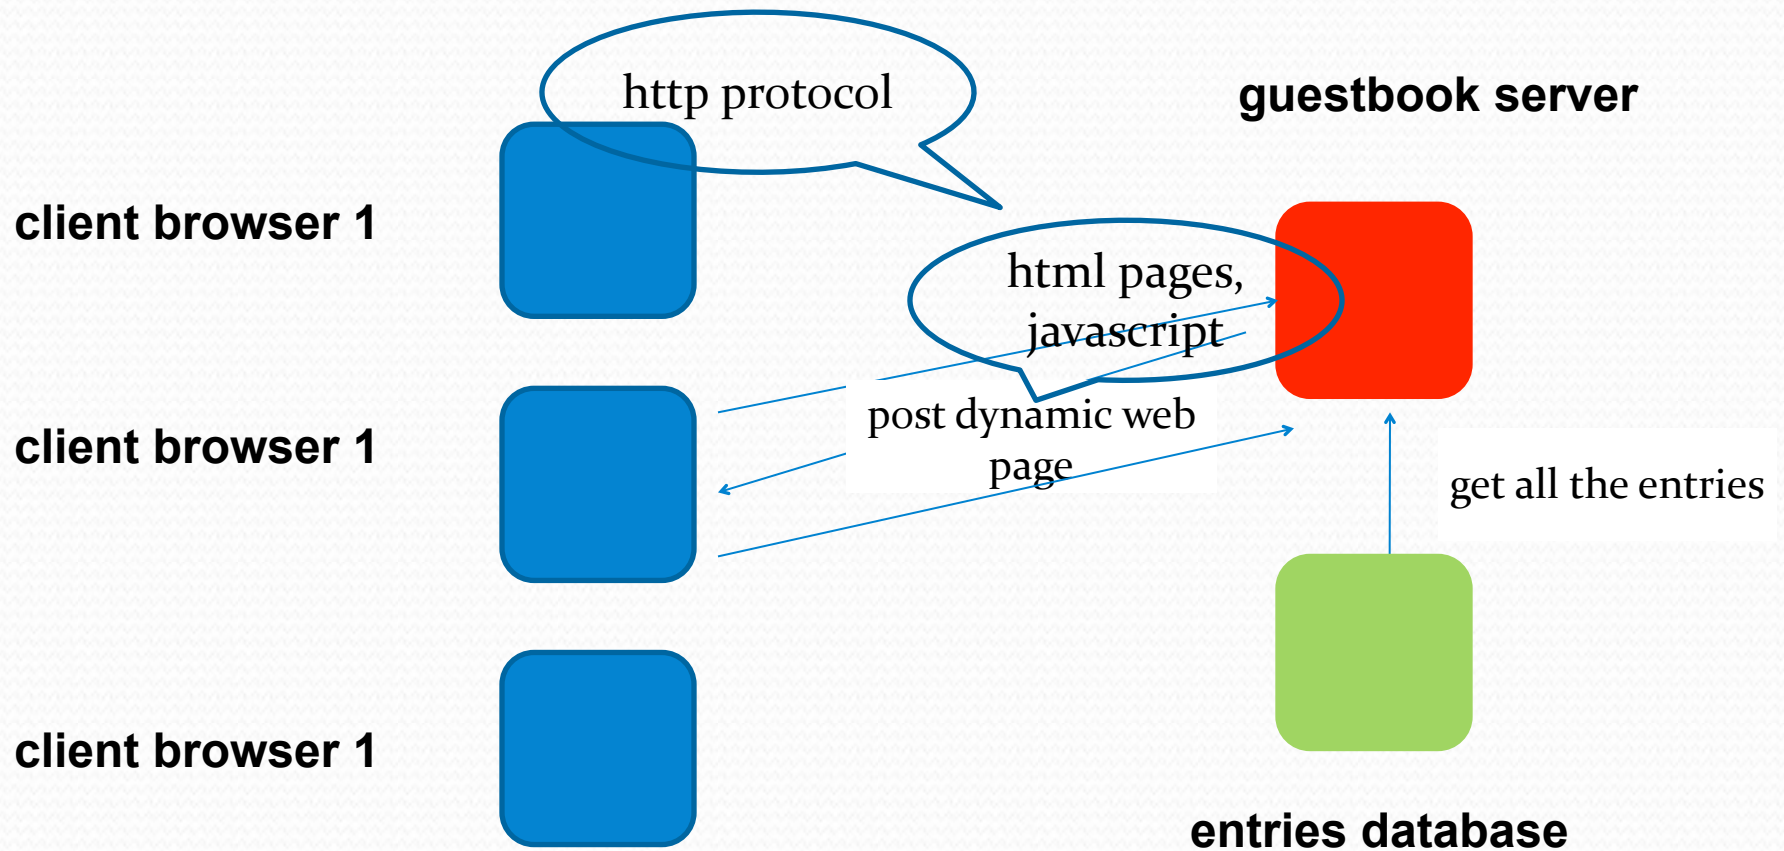 http protocol
guestbook server
client browser 1
html pages,
javascript
post dynamic web
page
client browser 1
get all the entries
client browser 1
entries database